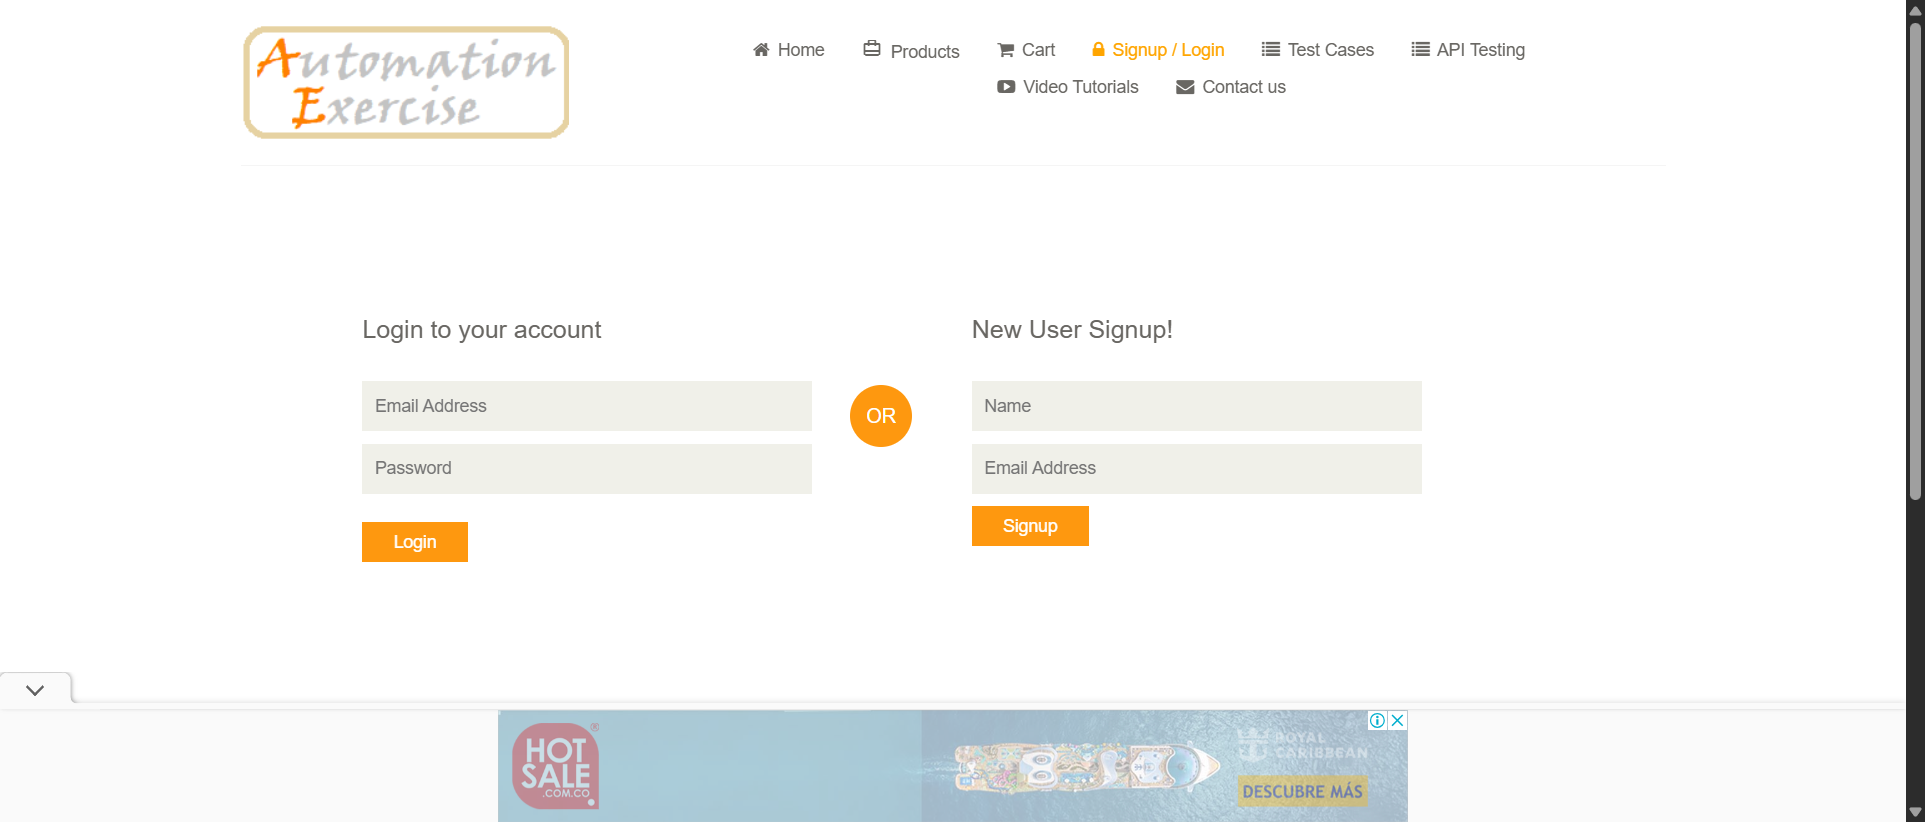 Automation
Exercise
Home
Products
Cart
Signup / Login
Test Cases
API Testing
Video Tutorials
Contact us
Login to your account
New User Signup!
Email Address
Password
Login
OR
Name
Email Address
Signup
HOT
SALE
.COM.CO
®
ROYAL
CARIBBEAN
DESCUBRE MÁS